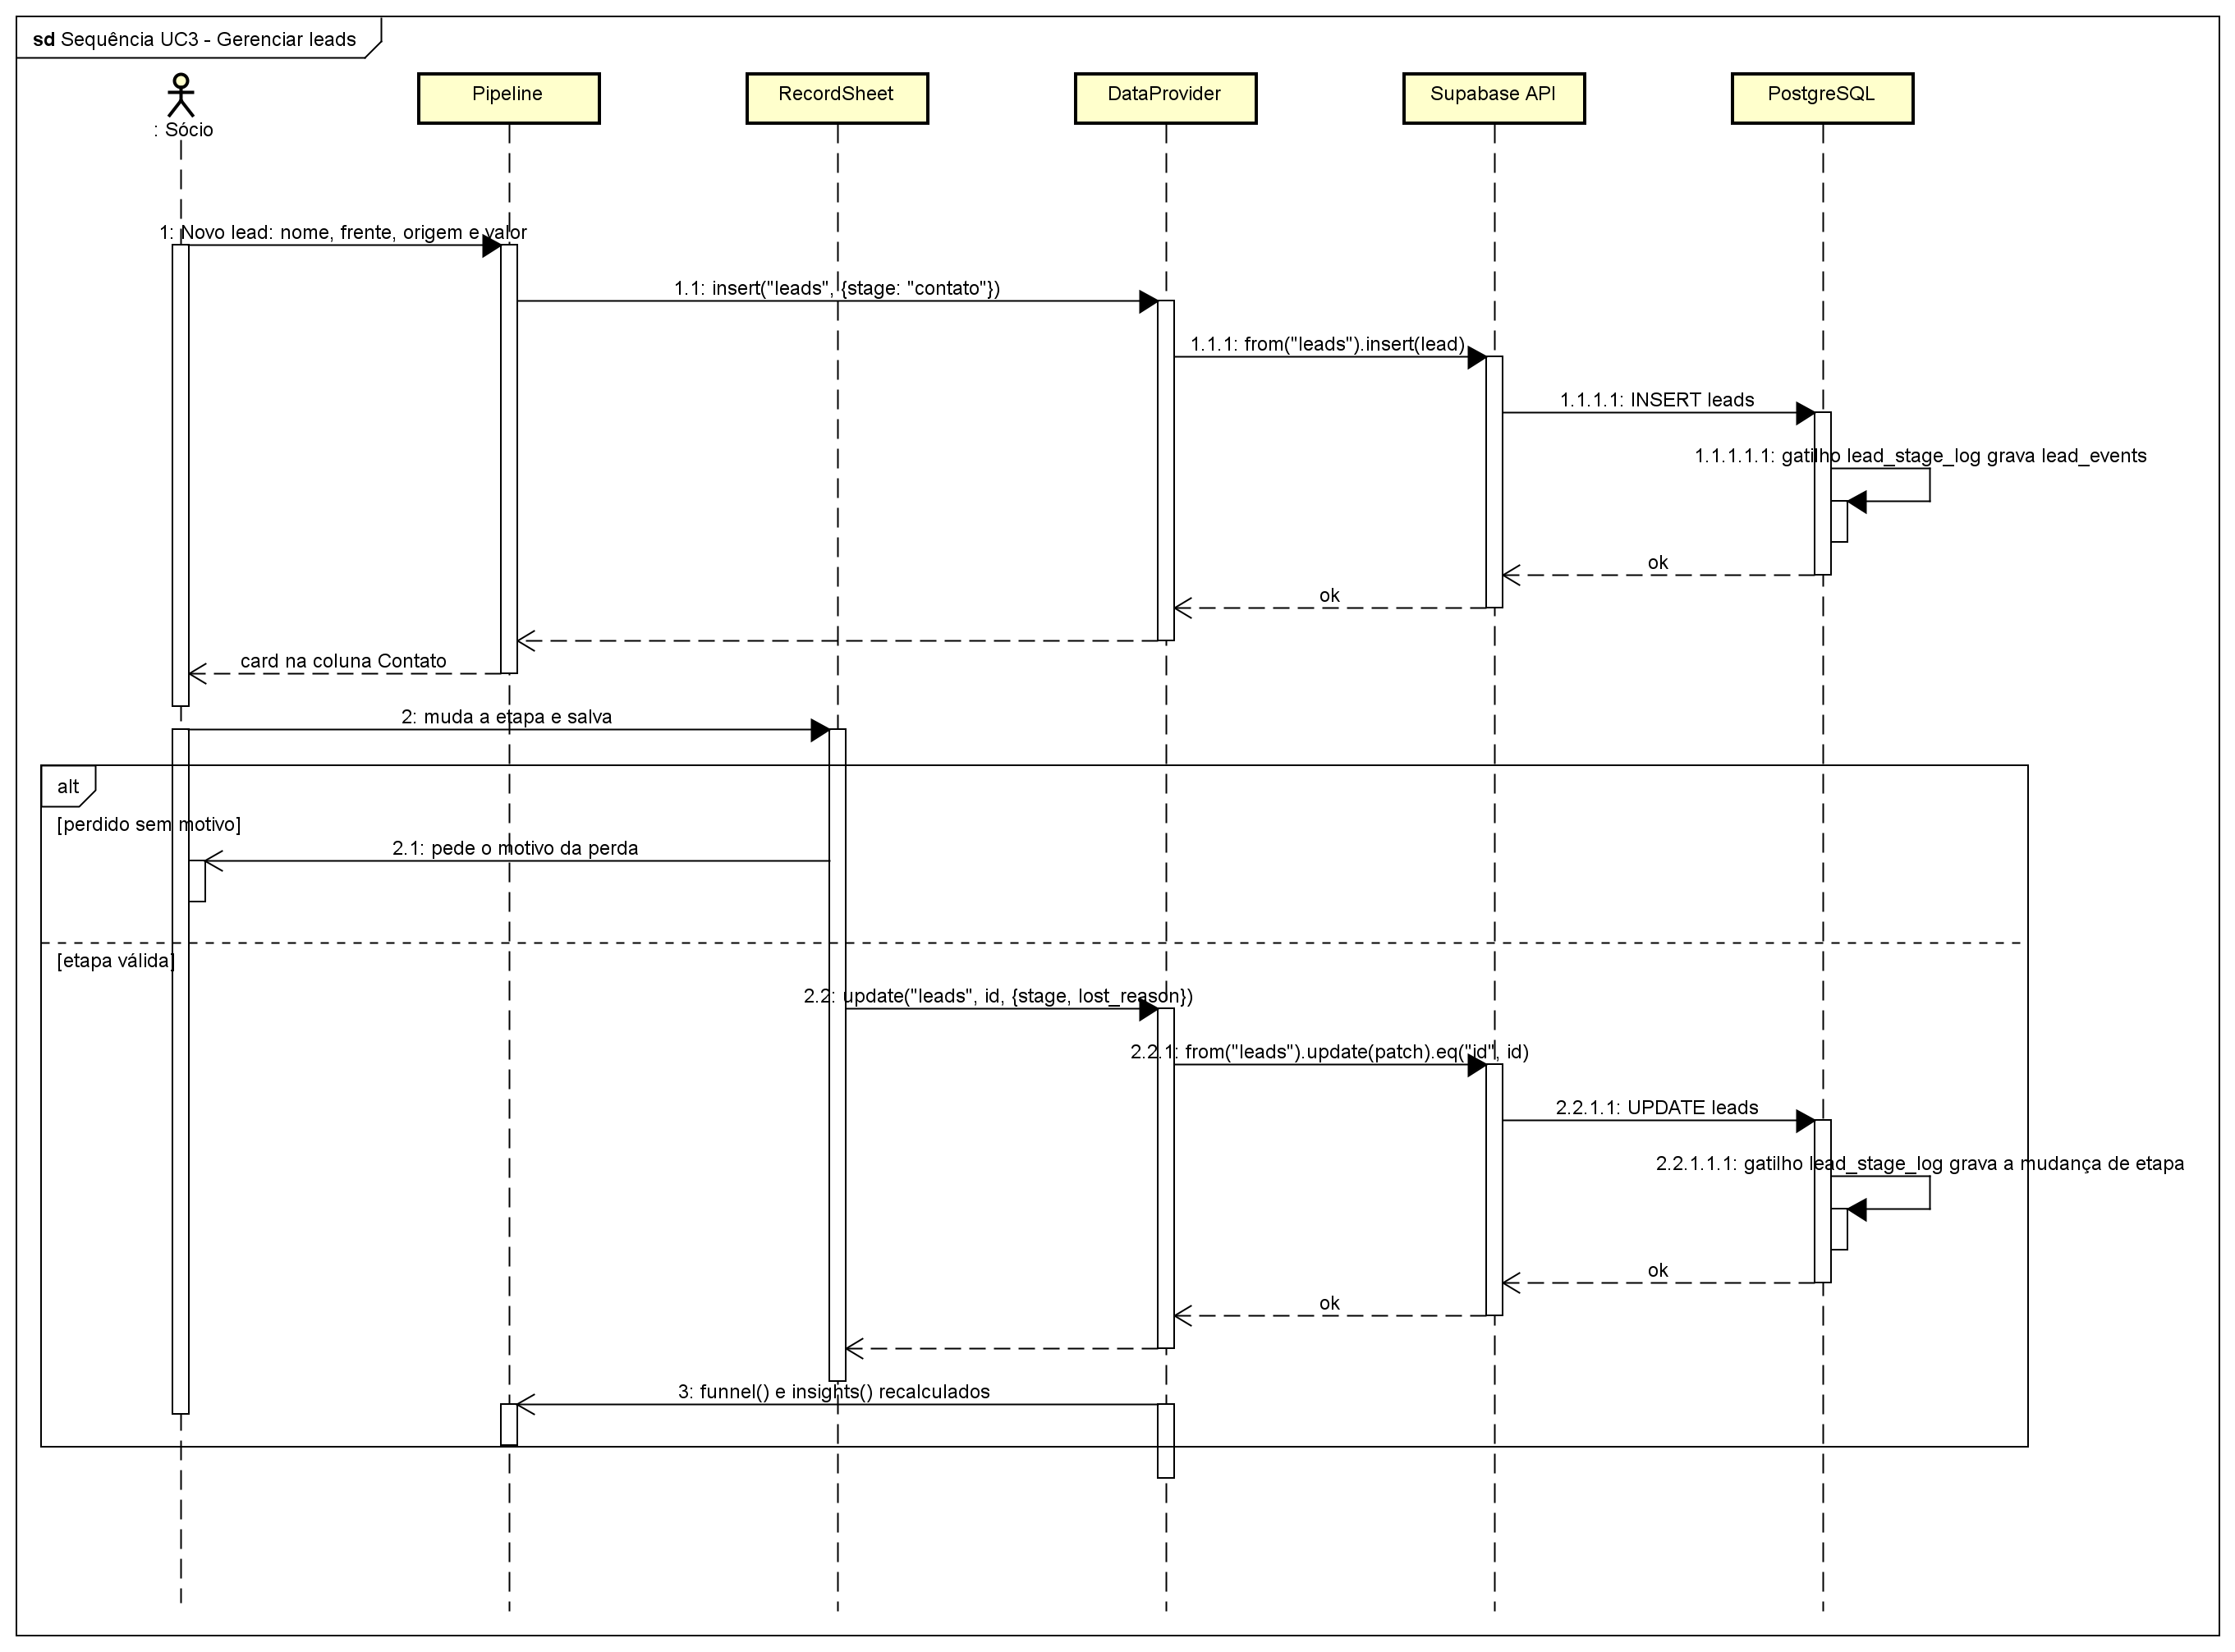 sd Sequência UC3 - Gerenciar leads
: Sócio
Pipeline
RecordSheet
DataProvider
Supabase API
PostgreSQL
1: Novo lead: nome, frente, origem e valor
1.1: insert("leads", {stage: "contato"})
1.1.1: from("leads").insert(lead)
1.1.1.1: INSERT leads
1.1.1.1.1: gatilho lead_stage_log grava lead_events
ok
ok
card na coluna Contato
2: muda a etapa e salva
alt
[perdido sem motivo]
2.1: pede o motivo da perda
[etapa válida]
2.2: update("leads", id, {stage, lost_reason})
2.2.1: from("leads").update(patch).eq("id", id)
2.2.1.1: UPDATE leads
2.2.1.1.1: gatilho lead_stage_log grava a mudança de etapa
ok
ok
3: funnel() e insights() recalculados